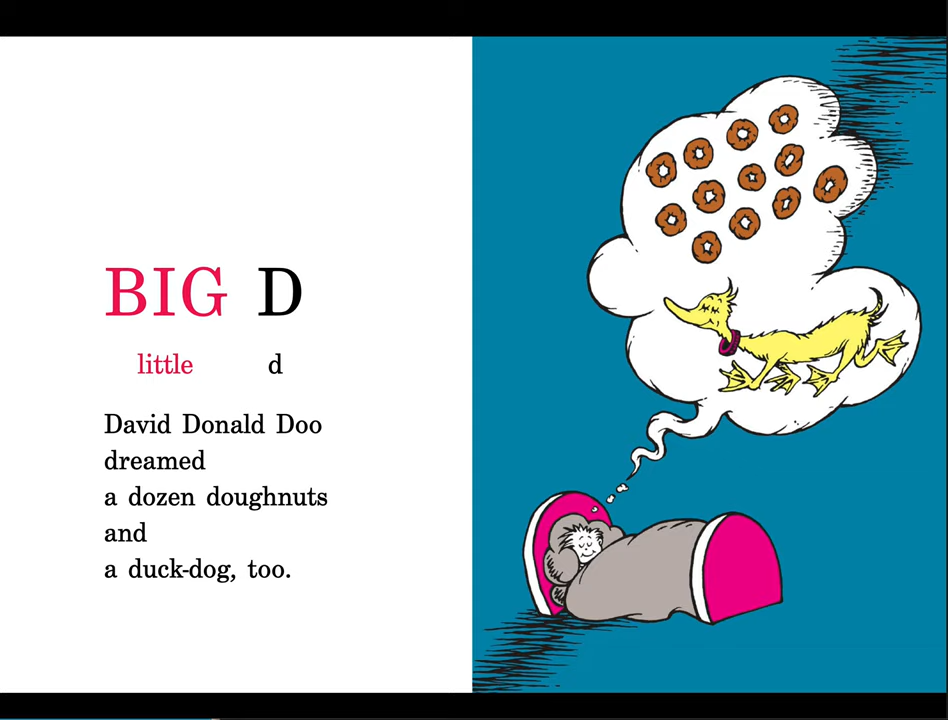 BIG D
little d
David Donald Doo
dreamed
a dozen doughnuts
and
a duck-dog, too.